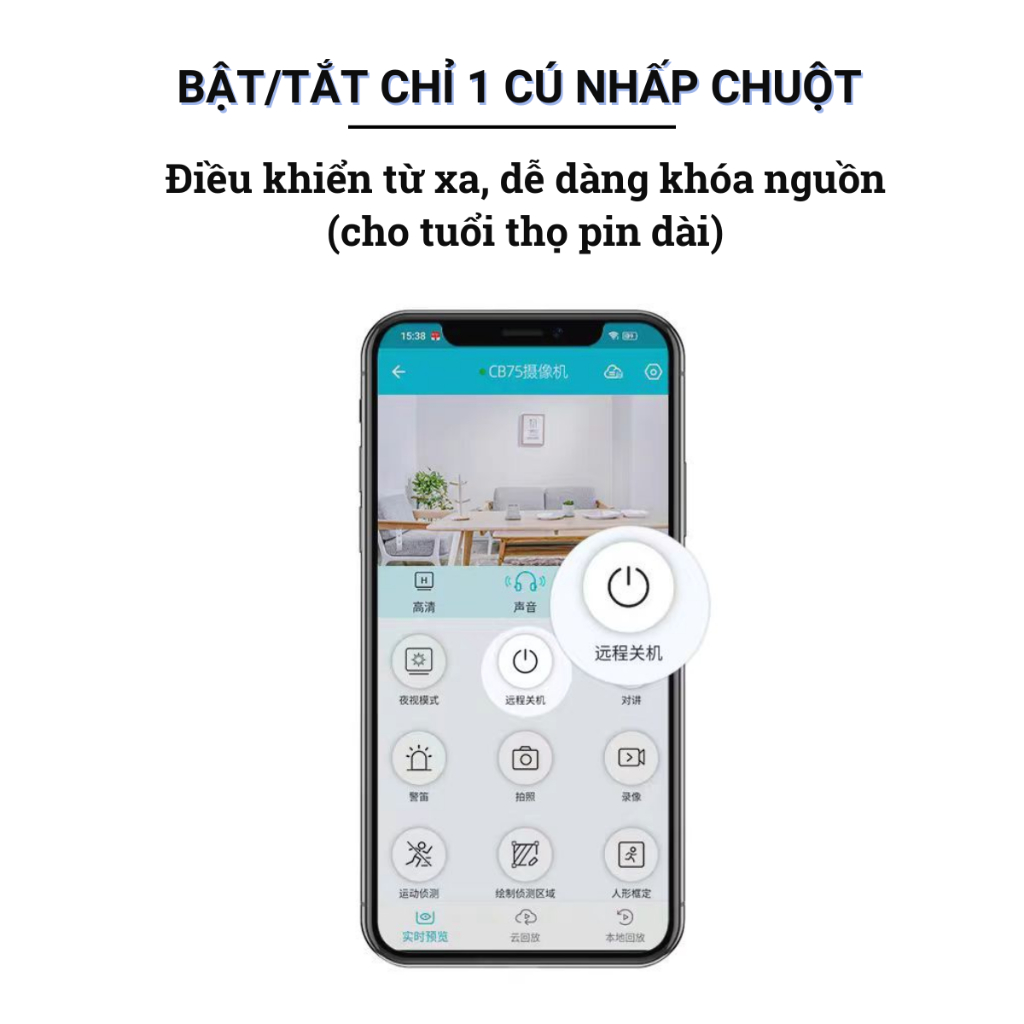 BẬT/TẮT CHỈ 1 CÚ NHẤP CHUỘT
Điều khiển từ xa, dễ dàng khóa nguồn
(cho tuổi thọ pin dài)
15:38
CB75摄像机
H
高清
声音
远程关机
夜视模式
远程关机
对讲
警笛
拍照
录像
运动侦测
绘制侦测区域
人形框定
实时预览
云回放
本地回放